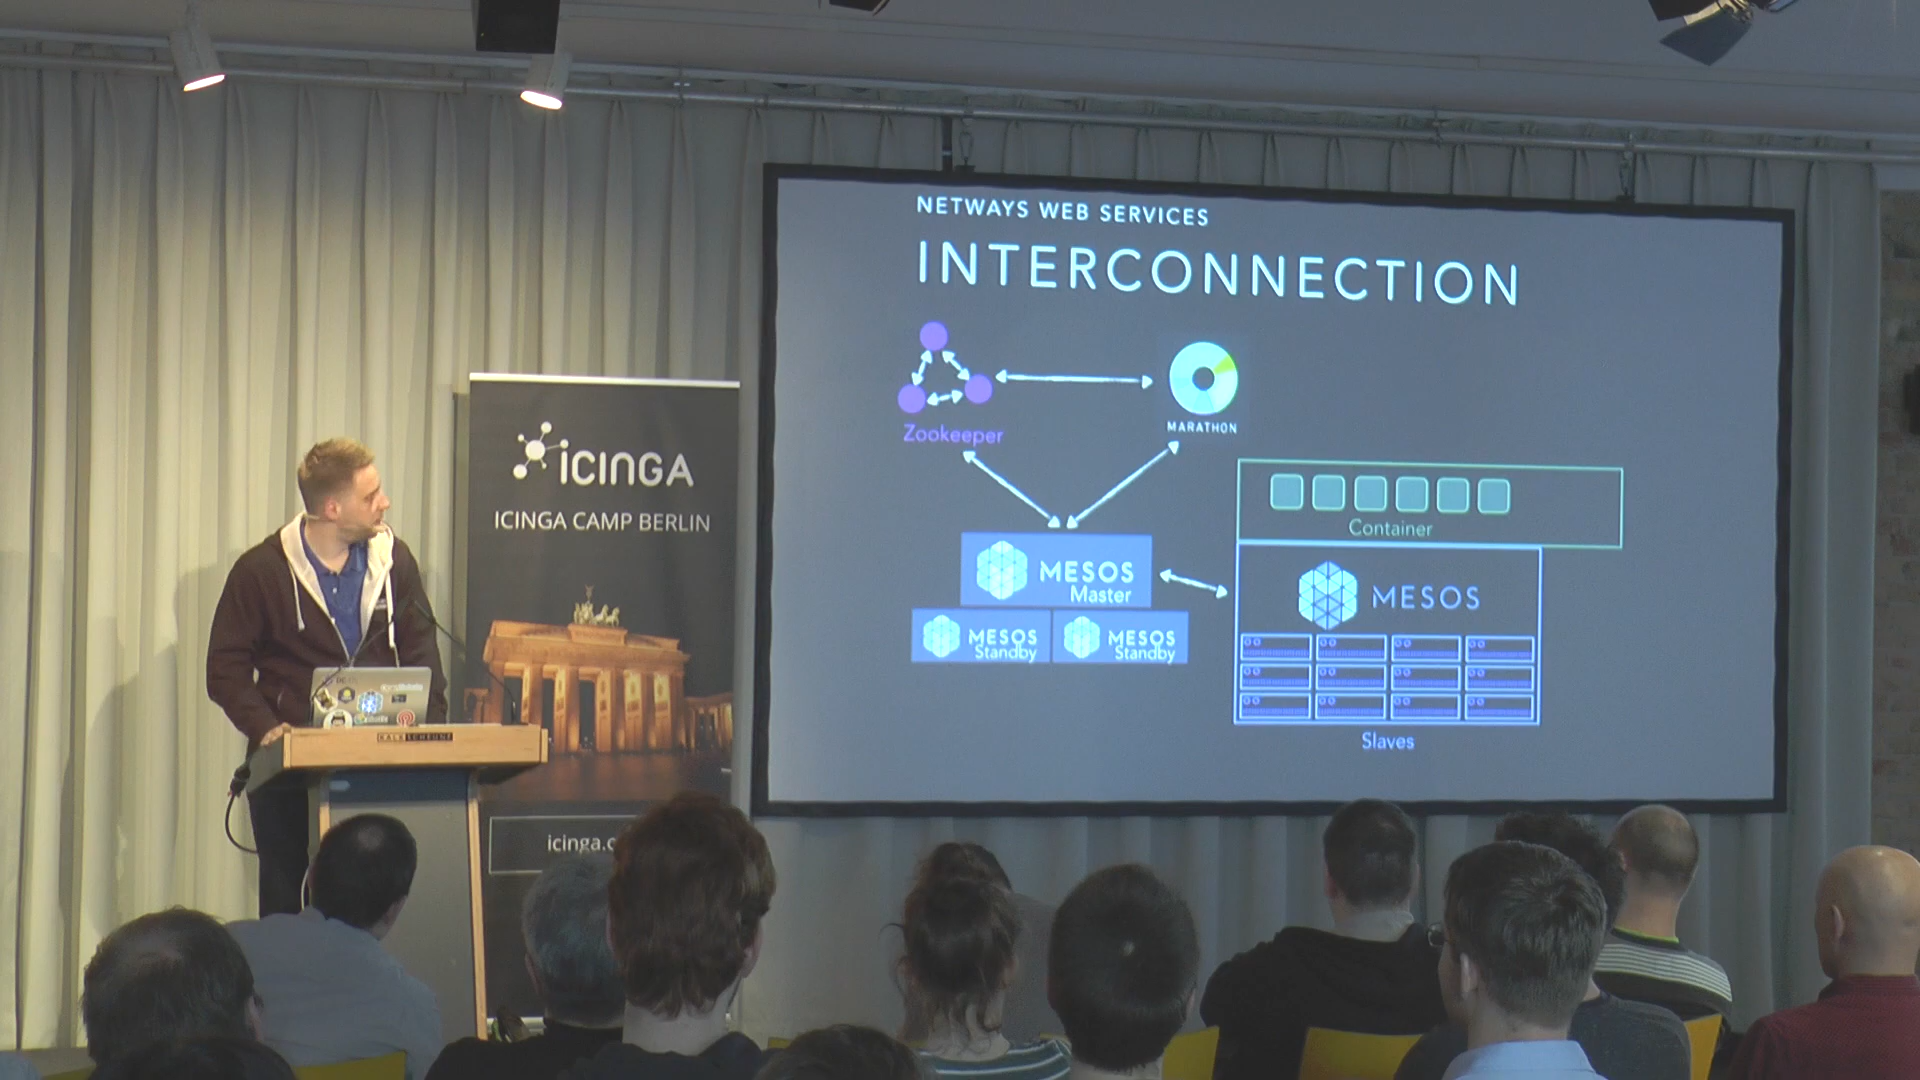 NETWAYS WEB SERVICES
INTERCONNECTION
Zookeeper
MARATHON
Container
MESOS
Master
MESOS
Standby
MESOS
Standby
MESOS
Slaves
iCINGA
ICINGA CAMP BERLIN
icinga.c
KALKSCHEUNE